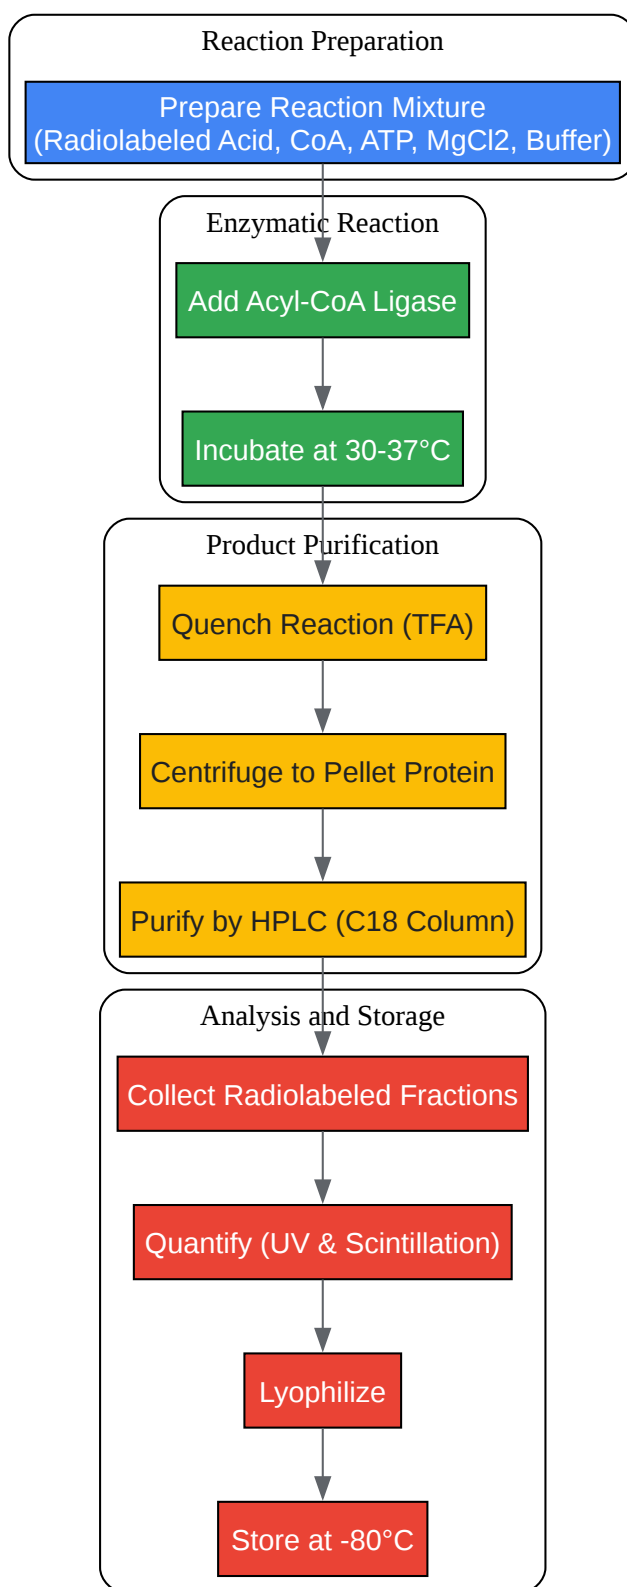 Reaction Preparation
Prepare Reaction Mixture
(Radiolabeled Acid, CoA, ATP, MgCl2, Buffer)
Enzymatic Reaction
Add Acyl-CoA Ligase
Incubate at 30-37°C
Product Purification
Quench Reaction (TFA)
Centrifuge to Pellet Protein
Purify by HPLC (C18 Column)
Analysis and Storage
Collect Radiolabeled Fractions
Quantify (UV & Scintillation)
Lyophilize
Store at -80°C